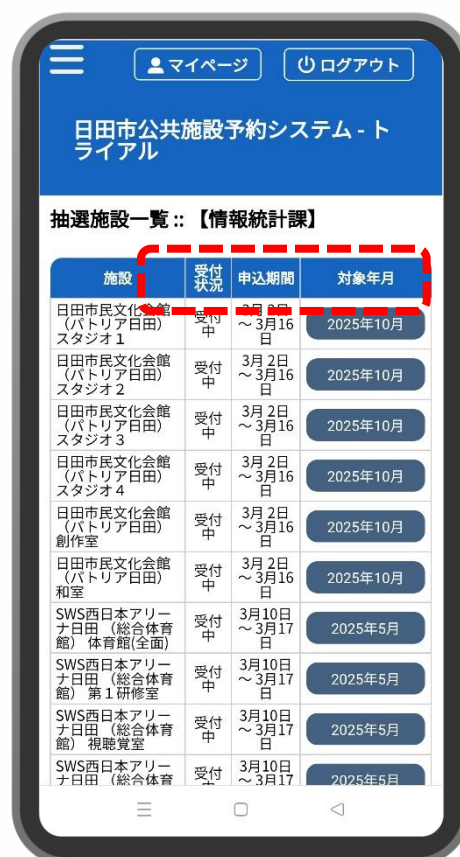 マイページ
ログアウト
日田市公共施設予約システム - ト
ライアル
抽選施設一覧 :: 【情報統計課】
施設 受付状況 申込期間 対象年月
日田市民文化会館（パトリア日田）スタジオ１ 受付中 3月 2日～3月16日 2025年10月
日田市民文化会館（パトリア日田）スタジオ２ 受付中 3月 2日～3月16日 2025年10月
日田市民文化会館（パトリア日田）スタジオ３ 受付中 3月 2日～3月16日 2025年10月
日田市民文化会館（パトリア日田）スタジオ４ 受付中 3月 2日～3月16日 2025年10月
日田市民文化会館（パトリア日田）創作室 受付中 3月 2日～3月16日 2025年10月
日田市民文化会館（パトリア日田）和室 受付中 3月 2日～3月16日 2025年10月
SWS西日本アリーナ日田 （総合体育館） 体育館(全面) 受付中 3月10日～3月17日 2025年5月
SWS西日本アリーナ日田 （総合体育館） 第１研修室 受付中 3月10日～3月17日 2025年5月
SWS西日本アリーナ日田 （総合体育館） 視聴覚室 受付中 3月10日～3月17日 2025年5月
SWS西日本アリーナ日田 （総合体育 受付 3月10日～3月17 2025年5月